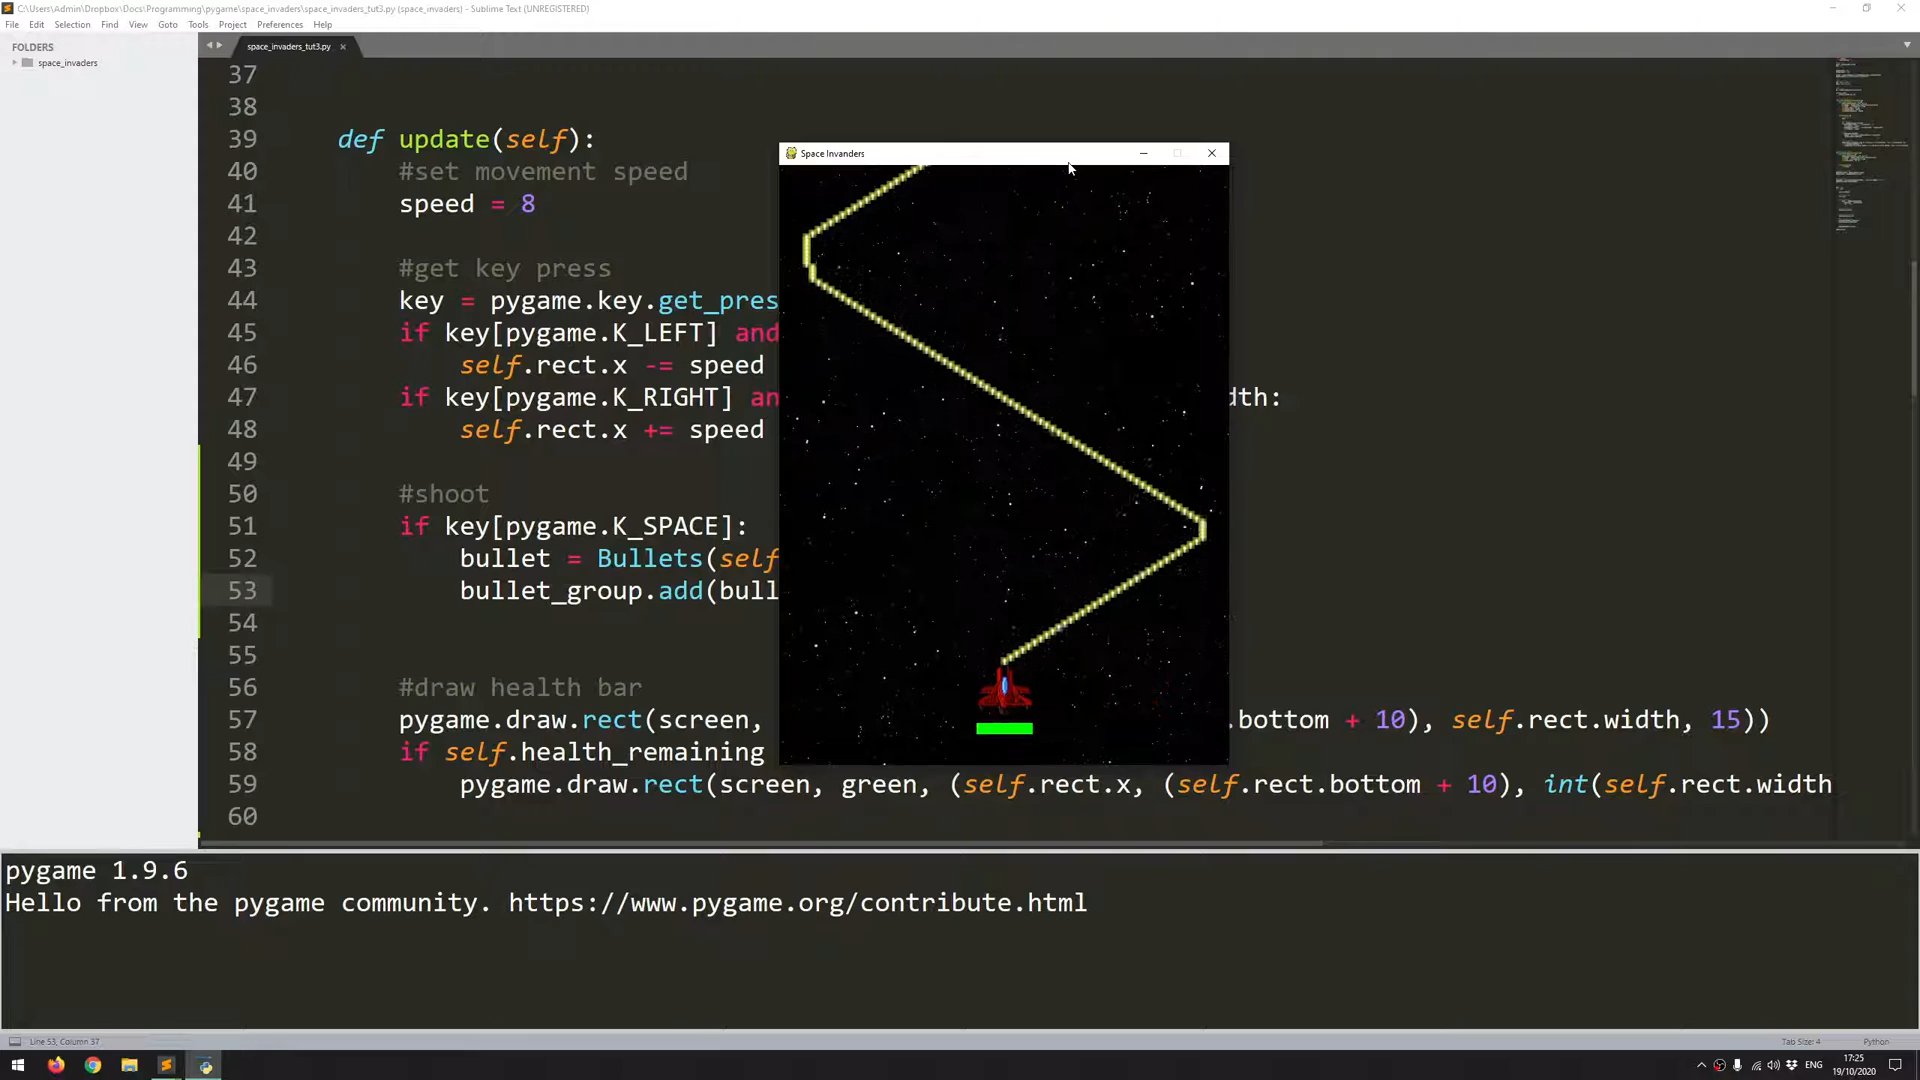 C:\Users\Admin\Dropbox\Docs\Programming\pygame\space_invaders\space_invaders_tut3.py (space_invaders) - Sublime Text (UNREGISTERED)
File Edit Selection Find View Goto Tools Project Preferences Help
FOLDERS
space_invaders
space_invaders_tut3.py
37
38
39 def update(self):
40 #set movement speed
41 speed = 8
42
43 #get key press
44 key = pygame.key.get_pres
45 if key[pygame.K_LEFT] and
46 self.rect.x -= speed
47 if key[pygame.K_RIGHT] an dth:
48 self.rect.x += speed
49
50 #shoot
51 if key[pygame.K_SPACE]:
52 bullet = Bullets(self
53 bullet_group.add(bull
54
55
56 #draw health bar
57 pygame.draw.rect(screen, .bottom + 10), self.rect.width, 15))
58 if self.health_remaining
59 pygame.draw.rect(screen, green, (self.rect.x, (self.rect.bottom + 10), int(self.rect.width
60
Space Invanders
pygame 1.9.6
Hello from the pygame community. https://www.pygame.org/contribute.html
Line 53, Column 37
Tab Size: 4 Python
ENG
17:25
19/10/2020